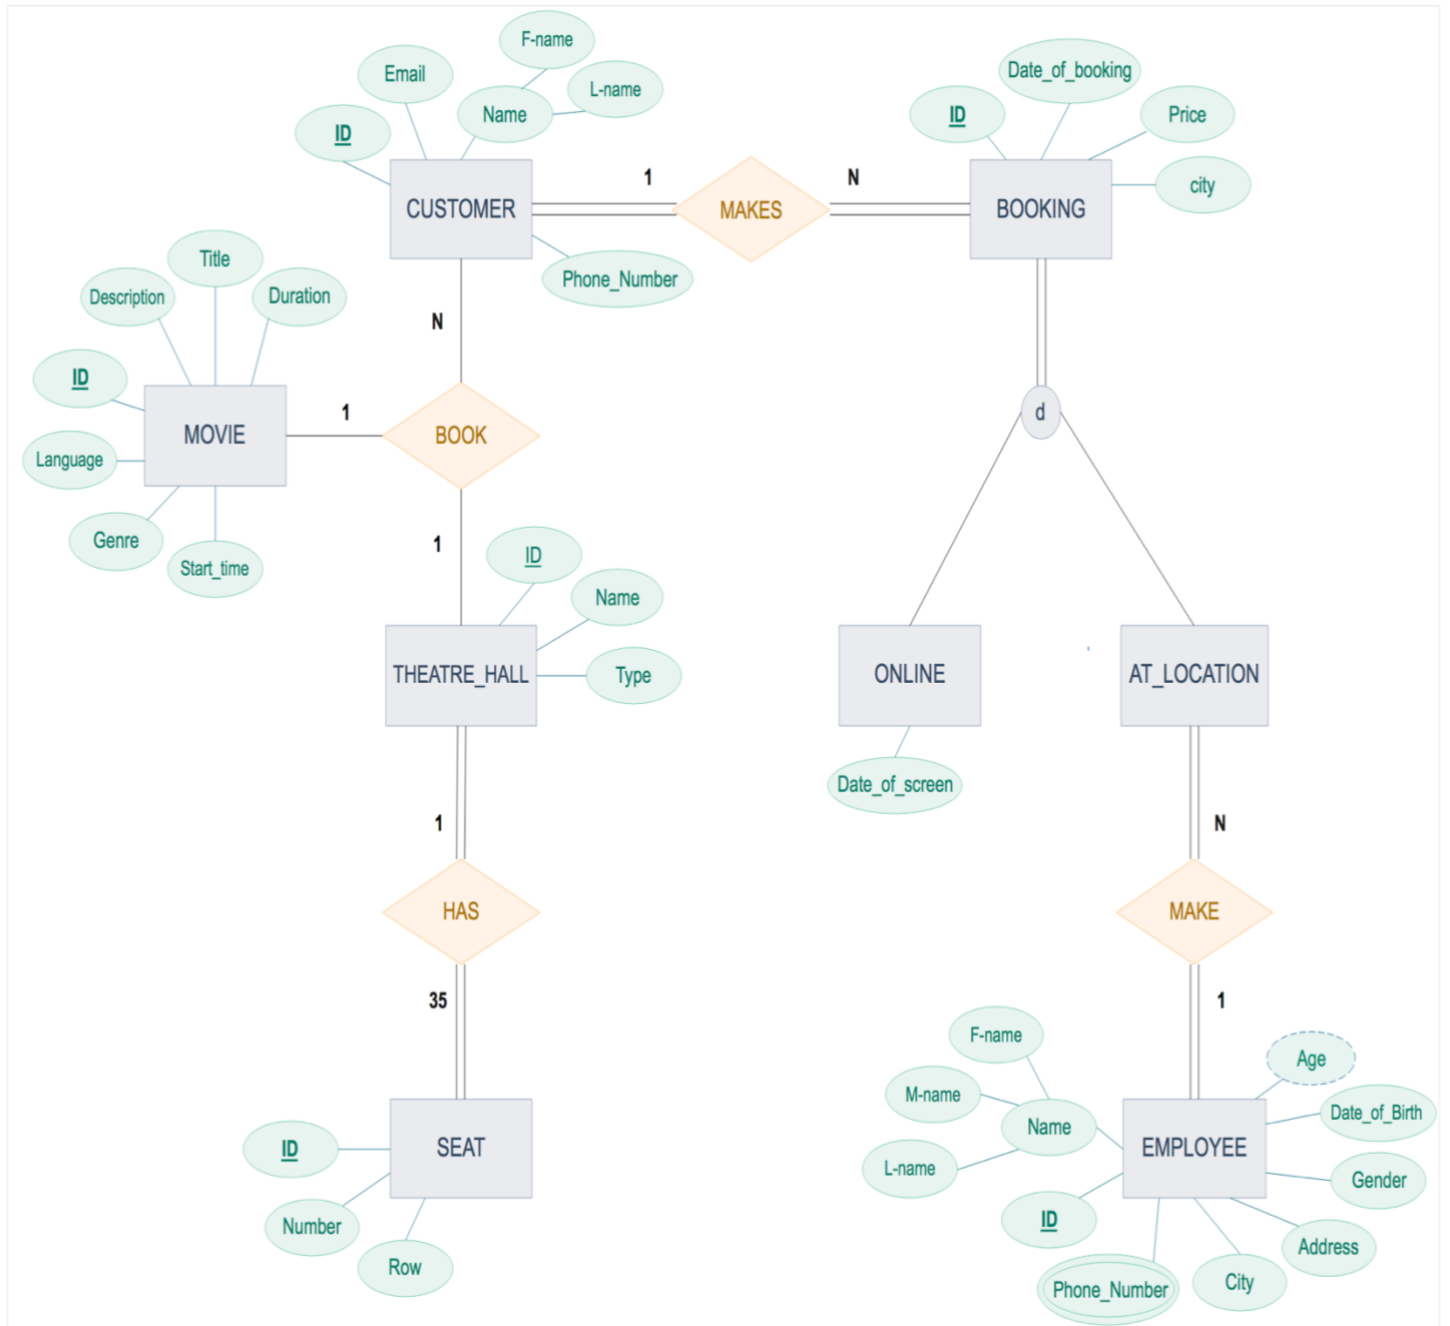 F-name
Email
Name
L-name
ID
CUSTOMER
Phone_Number
1
MAKES
N
Date_of_booking
ID
Price
city
BOOKING
Title
Description
Duration
ID
MOVIE
Language
Genre
Start_time
N
1
BOOK
1
d
ID
Name
Type
THEATRE_HALL
ONLINE
Date_of_screen
AT_LOCATION
1
HAS
35
N
MAKE
1
ID
SEAT
Number
Row
F-name
M-name
Name
L-name
ID
EMPLOYEE
Age
Date_of_Birth
Gender
Address
City
Phone_Number